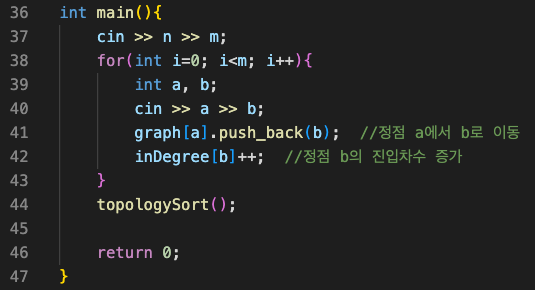 36 int main(){
37     cin >> n >> m;
38     for(int i=0; i<m; i++){
39         int a, b;
40         cin >> a >> b;
41         graph[a].push_back(b);  //정점 a에서 b로 이동
42         inDegree[b]++;  //정점 b의 진입차수 증가
43     }
44     topologySort();
45
46     return 0;
47 }